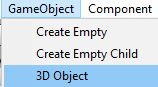 GameObject Component
Create Empty
Create Empty Child
3D Object